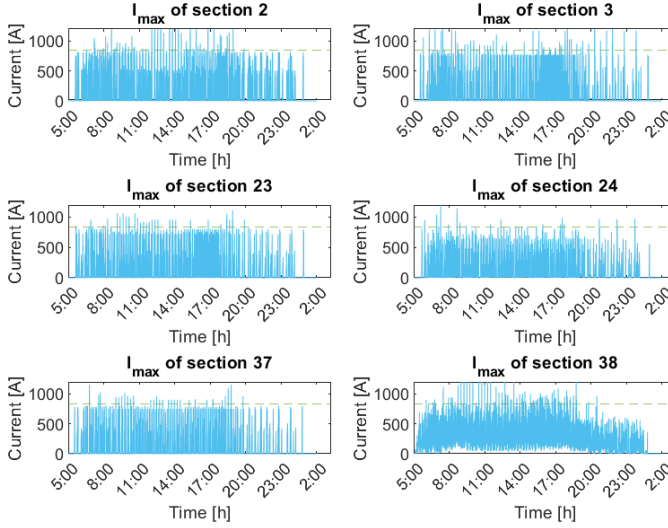 I_max of section 2
Current [A]
1000
500
0
5:00 8:00 11:00 14:00 17:00 20:00 23:00 2:00
Time [h]
I_max of section 3
Current [A]
1000
500
0
5:00 8:00 11:00 14:00 17:00 20:00 23:00 2:00
Time [h]
I_max of section 23
Current [A]
1000
500
0
5:00 8:00 11:00 14:00 17:00 20:00 23:00 2:00
Time [h]
I_max of section 24
Current [A]
1000
500
0
5:00 8:00 11:00 14:00 17:00 20:00 23:00 2:00
Time [h]
I_max of section 37
Current [A]
1000
500
0
5:00 8:00 11:00 14:00 17:00 20:00 23:00 2:00
Time [h]
I_max of section 38
Current [A]
1000
500
0
5:00 8:00 11:00 14:00 17:00 20:00 23:00 2:00
Time [h]